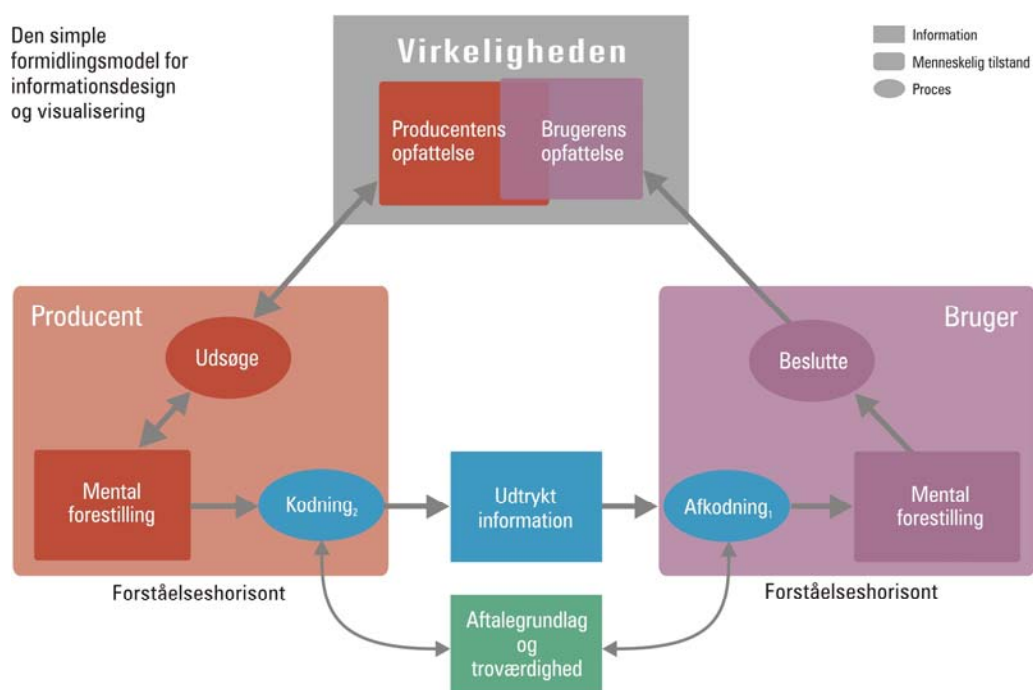 Den simple
formidlingsmodel for
informationsdesign
og visualisering
Virkeligheden
Information
Menneskelig tilstand
Proces
Producentens
opfattelse
Brugerens
opfattelse
Producent
Udsøge
Mental
forestilling
Kodning₂
Forståelseshorisont
Udtrykt
information
Aftalegrundlag
og
troværdighed
Bruger
Beslutte
Afkodning₁
Mental
forestilling
Forståelseshorisont